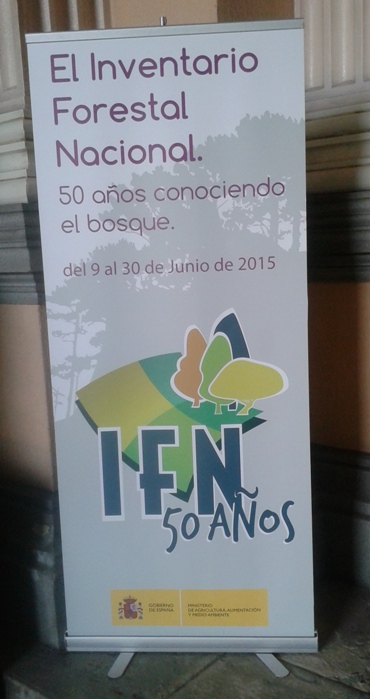 El Inventario
Forestal
Nacional.
50 años conociendo
el bosque.
del 9 al 30 de Junio de 2015
IFN
50 AÑOS
GOBIERNO
DE ESPAÑA
MINISTERIO
DE AGRICULTURA, ALIMENTACIÓN
Y MEDIO AMBIENTE